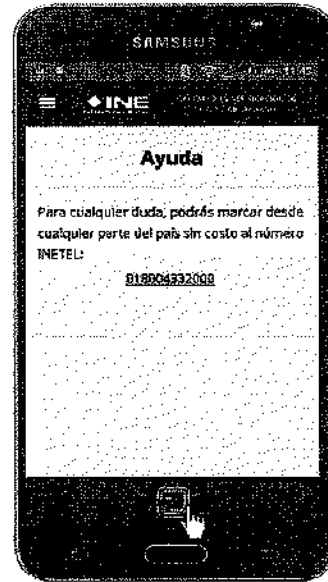 SAMSUNG
INE
Ayuda
Para cualquier duda, podrás marcar desde
cualquier parte del país sin costo al número
INETEL:
018004332000